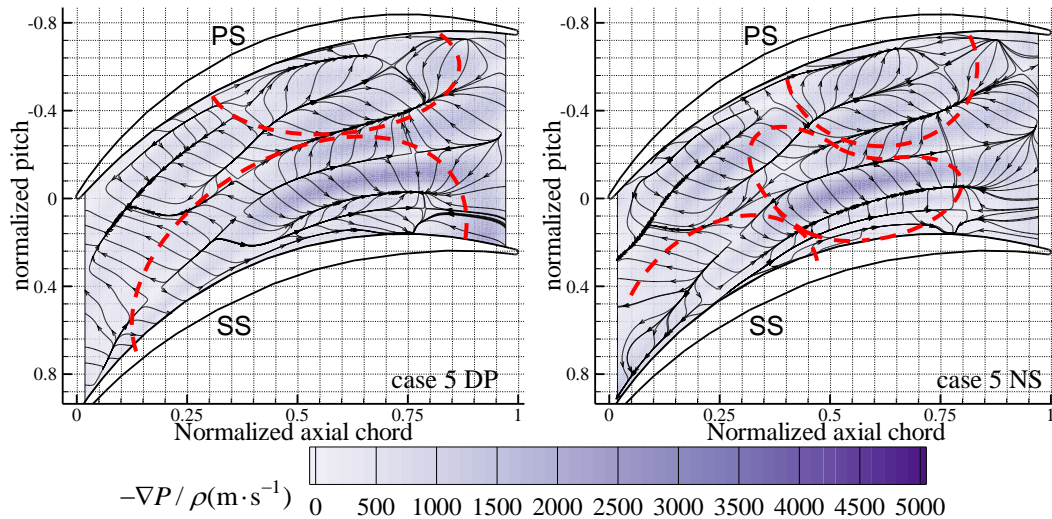 -0.8
-0.4
0
0.4
0.8
normalized pitch
PS
SS
case 5 DP
0
0.25
0.5
0.75
1
Normalized axial chord
-0.8
-0.4
0
0.4
0.8
normalized pitch
PS
SS
case 5 NS
0
0.25
0.5
0.75
1
Normalized axial chord
−∇P / ρ(m·s⁻¹)
0 500 1000 1500 2000 2500 3000 3500 4000 4500 5000